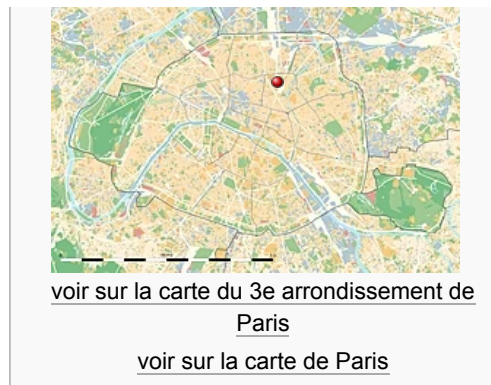 voir sur la carte du 3e arrondissement de
Paris
voir sur la carte de Paris